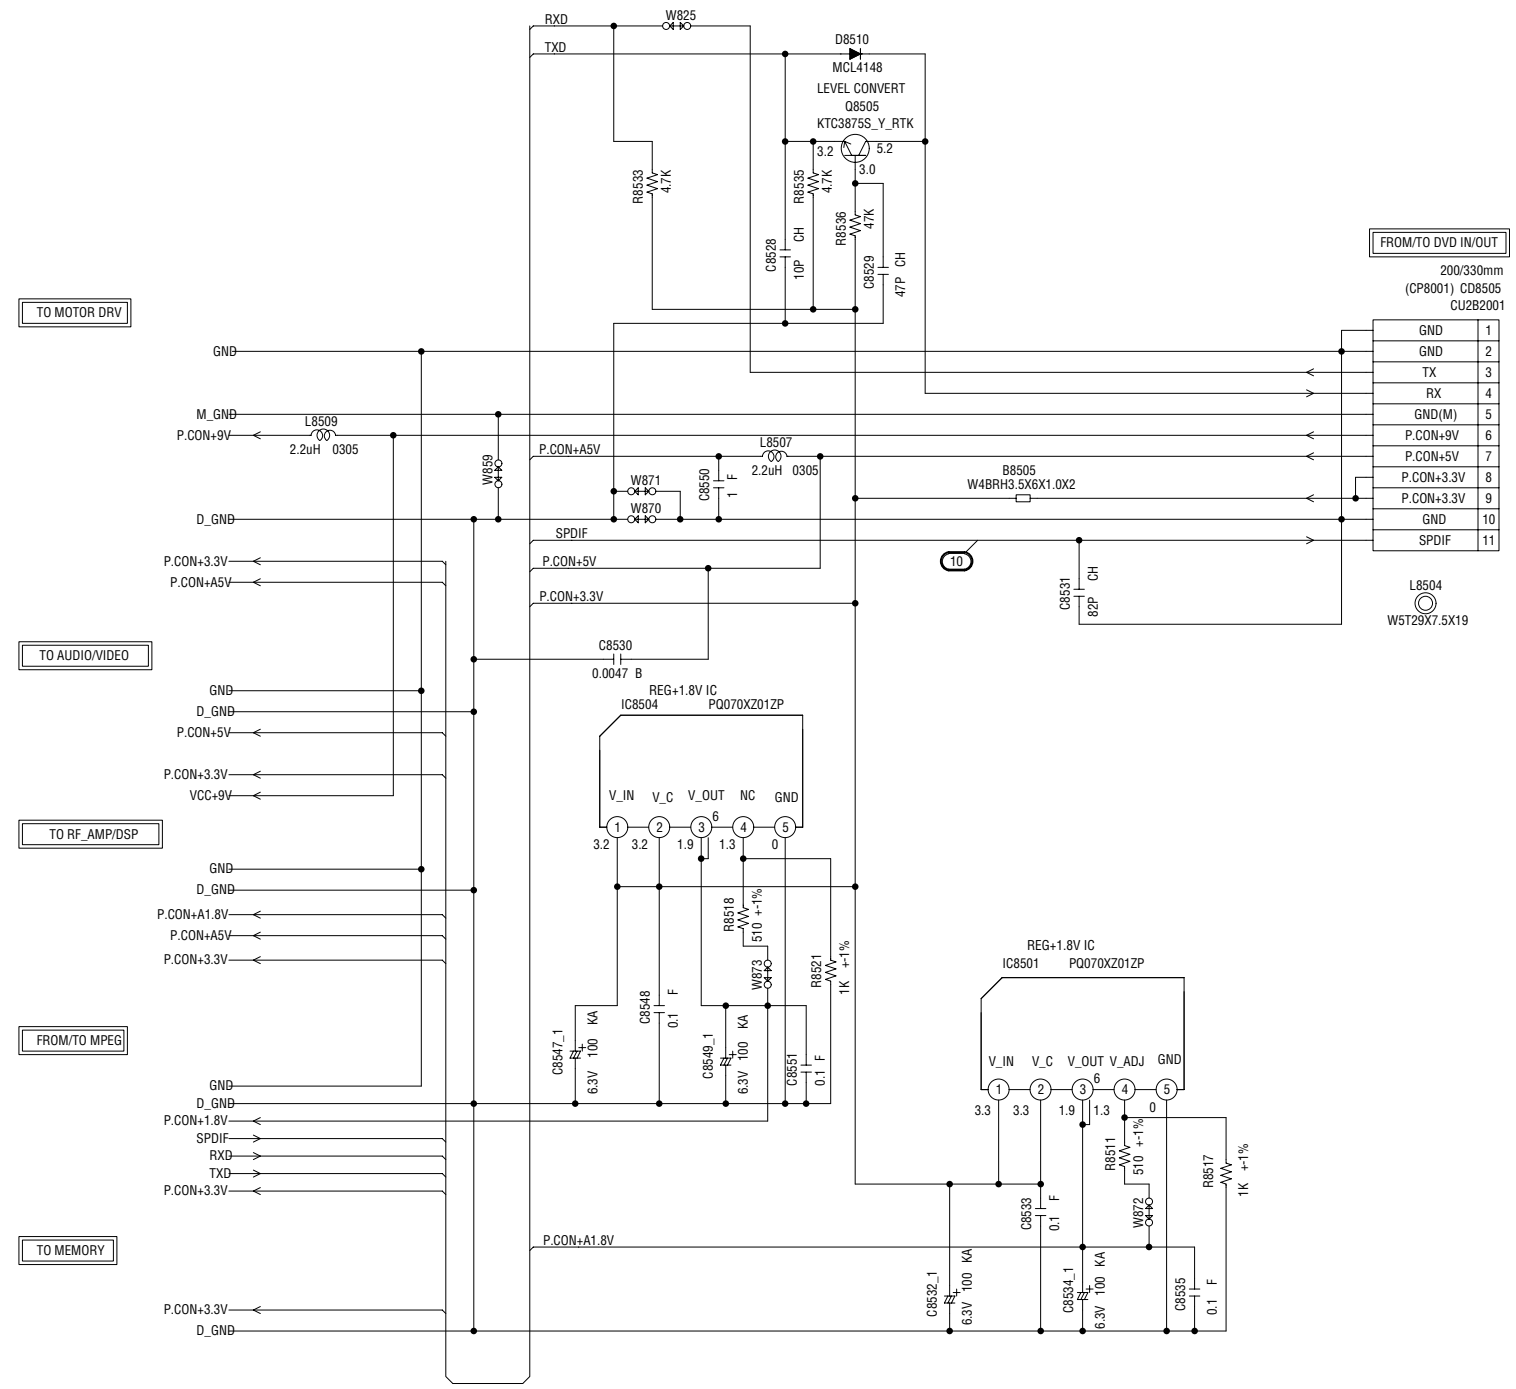 RXD
W825
TXD
D8510
MCL4148
LEVEL CONVERT
Q8505
KTC3875S_Y_RTK
3.2
5.2
3.0
R8533
4.7K
R8535
4.7K
R8536
47K
C8528
10P CH
C8529
47P CH
FROM/TO DVD IN/OUT
200/330mm
(CP8001) CD8505
CU2B2001
GND 1
GND 2
TX 3
RX 4
GND(M) 5
P.CON+9V 6
P.CON+5V 7
P.CON+3.3V 8
P.CON+3.3V 9
GND 10
SPDIF 11
L8504
W5T29X7.5X19
TO MOTOR DRV
GND
M_GND
P.CON+9V
L8509
2.2uH 0305
W859
P.CON+A5V
L8507
2.2uH 0305
C8550
1 F
W871
W870
B8505
W4BRH3.5X6X1.0X2
D_GND
SPDIF
10
C8531
82P CH
P.CON+3.3V
P.CON+A5V
P.CON+5V
P.CON+3.3V
C8530
0.0047 B
TO AUDIO/VIDEO
GND
D_GND
P.CON+5V
P.CON+3.3V
VCC+9V
REG+1.8V IC
IC8504 PQ070XZ01ZP
V_IN V_C V_OUT NC GND
6
1 2 3 4 5
3.2 3.2 1.9 1.3 0
TO RF_AMP/DSP
GND
D_GND
P.CON+A1.8V
P.CON+A5V
P.CON+3.3V
R8518
510 +-1%
W873
R8521
1K +-1%
C8547_1
6.3V 100 KA
C8548
0.1 F
C8549_1
6.3V 100 KA
C8551
0.1 F
REG+1.8V IC
IC8501 PQ070XZ01ZP
V_IN V_C V_OUT V_ADJ GND
6
1 2 3 4 5
3.3 3.3 1.9 1.3 0
FROM/TO MPEG
GND
D_GND
P.CON+1.8V
SPDIF
RXD
TXD
P.CON+3.3V
R8511
510 +-1%
W872
R8517
1K +-1%
C8533
0.1 F
TO MEMORY
P.CON+A1.8V
C8532_1
6.3V 100 KA
C8534_1
6.3V 100 KA
C8535
0.1 F
P.CON+3.3V
D_GND